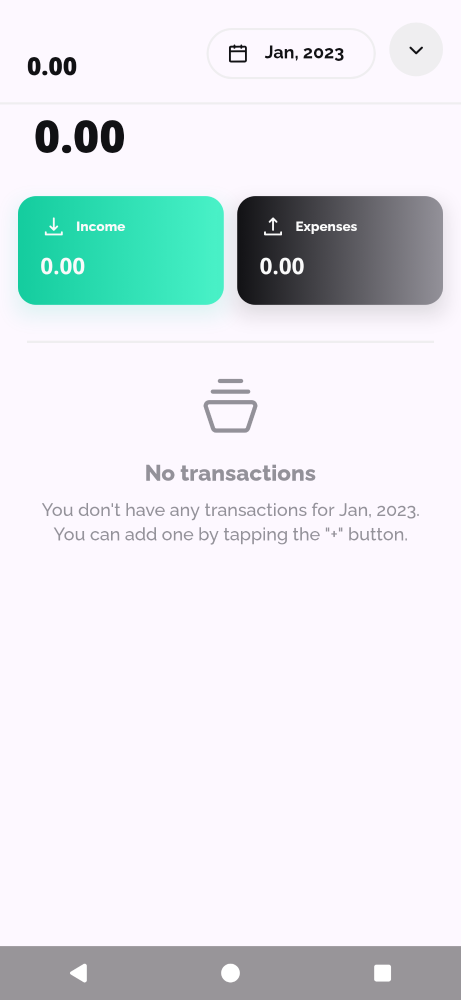 0.00
Jan, 2023
0.00
Income
0.00
Expenses
0.00
No transactions
You don't have any transactions for Jan, 2023.
You can add one by tapping the "+" button.